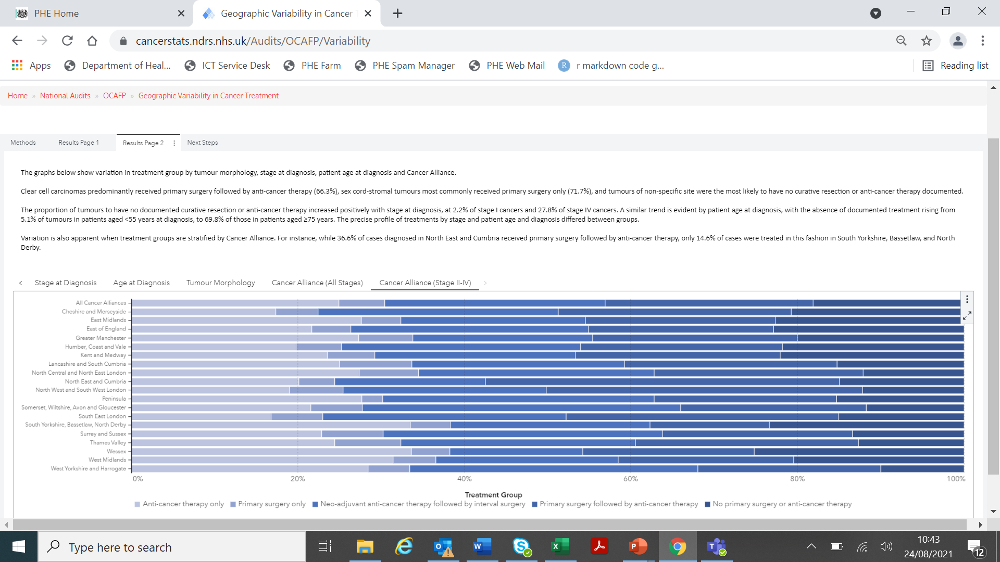 PHE Home
Geographic Variability in Cancer T
cancerstats.ndrs.nhs.uk/Audits/OCAFP/Variability
Apps
Department of Heal...
ICT Service Desk
PHE Farm
PHE Spam Manager
PHE Web Mail
R
r markdown code g...
Reading list
Home » National Audits » OCAFP » Geographic Variability in Cancer Treatment
Methods
Results Page 1
Results Page 2
Next Steps
The graphs below show variation in treatment group by tumour morphology, stage at diagnosis, patient age at diagnosis and Cancer Alliance.
Clear cell carcinomas predominantly received primary surgery followed by anti-cancer therapy (66.3%), sex cord-stromal tumours most commonly received primary surgery only (71.7%), and tumours of non-specific site were the most likely to have no curative resection or anti-cancer therapy documented.
The proportion of tumours to have no documented curative resection or anti-cancer therapy increased positively with stage at diagnosis, at 2.2% of stage I cancers and 27.8% of stage IV cancers. A similar trend is evident by patient age at diagnosis, with the absence of documented treatment rising from
5.1% of tumours in patients aged <55 years at diagnosis, to 69.8% of those in patients aged ≥75 years. The precise profile of treatments by stage and patient age and diagnosis differed between groups.
Variation is also apparent when treatment groups are stratified by Cancer Alliance. For instance, while 36.6% of cases diagnosed in North East and Cumbria received primary surgery followed by anti-cancer therapy, only 14.6% of cases were treated in this fashion in South Yorkshire, Bassetlaw, and North
Derby.
Stage at Diagnosis
Age at Diagnosis
Tumour Morphology
Cancer Alliance (All Stages)
Cancer Alliance (Stage II-IV)
All Cancer Alliances
Cheshire and Merseyside
East Midlands
East of England
Greater Manchester
Humber, Coast and Vale
Kent and Medway
Lancashire and South Cumbria
North Central and North East London
North East and Cumbria
North West and South West London
Peninsula
Somerset, Wiltshire, Avon and Gloucester
South East London
South Yorkshire, Bassetlaw, North Derby
Surrey and Sussex
Thames Valley
Wessex
West Midlands
West Yorkshire and Harrogate
0% 20% 40% 60% 80% 100%
Treatment Group
Anti-cancer therapy only
Primary surgery only
Neo-adjuvant anti-cancer therapy followed by interval surgery
Primary surgery followed by anti-cancer therapy
No primary surgery or anti-cancer therapy
Type here to search
10:43
24/08/2021
12